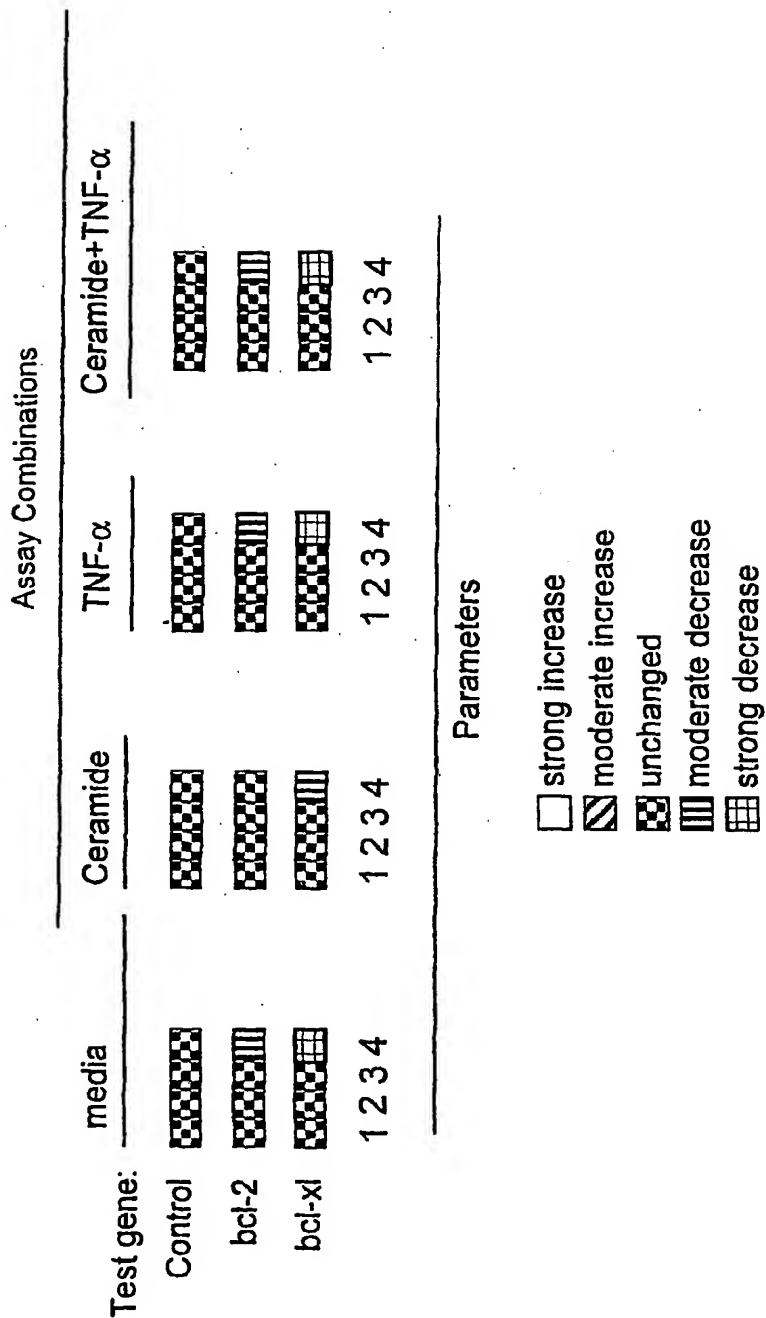 Assay Combinations
media Ceramide TNF-α Ceramide+TNF-α
Test gene:
Control
bcl-2
bcl-xl
1 2 3 4 1 2 3 4 1 2 3 4 1 2 3 4
Parameters
strong increase
moderate increase
unchanged
moderate decrease
strong decrease